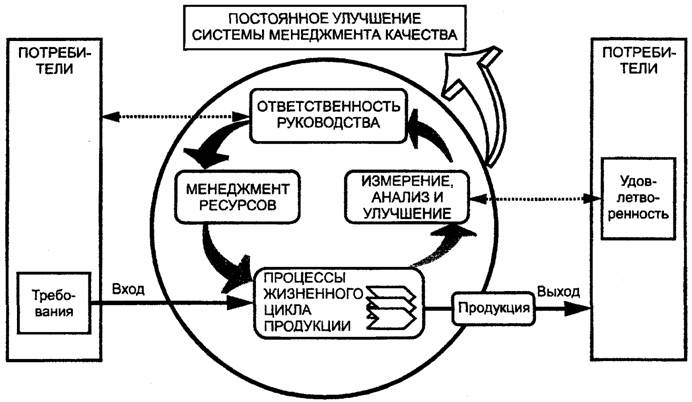 ПОСТОЯННОЕ УЛУЧШЕНИЕ
СИСТЕМЫ МЕНЕДЖМЕНТА КАЧЕСТВА
ПОТРЕБИ-
ТЕЛИ
ПОТРЕБИ-
ТЕЛИ
ОТВЕТСТВЕННОСТЬ
РУКОВОДСТВА
МЕНЕДЖМЕНТ
РЕСУРСОВ
ИЗМЕРЕНИЕ,
АНАЛИЗ И
УЛУЧШЕНИЕ
Удов-
летво-
ренность
Требо-
вания
Вход
ПРОЦЕССЫ
ЖИЗНЕННОГО
ЦИКЛА
ПРОДУКЦИИ
Продукция
Выход